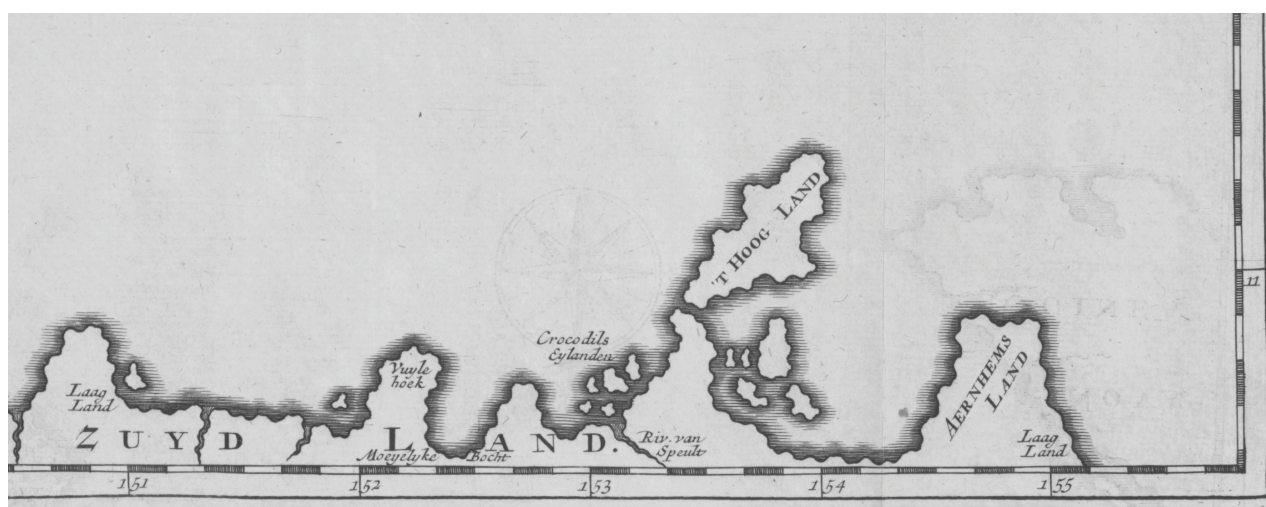 'T HOOG LAND
11
Crocodils
Eylanden
Vuyle
hoek
AERNHEMS
LAND
Laag
Land
ZUYD LAND.
Riv. van
Speult
Laag
Land
Moeyelyke Bocht
151 152 153 154 155